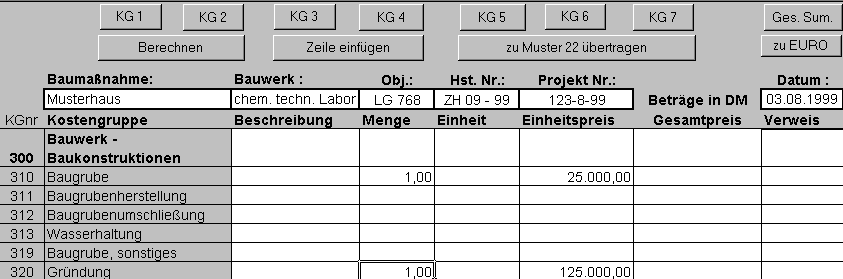 KG 1 KG 2 KG 3 KG 4 KG 5 KG 6 KG 7 Ges. Sum.
Berechnen Zeile einfügen zu Muster 22 übertragen zu EURO
Baumaßnahme: Bauwerk : Obj.: Hst. Nr.: Projekt Nr.: Datum :
Musterhaus chem. techn. Labor LG 768 ZH 09 - 99 123-8-99 Beträge in DM 03.08.1999
KGnr Kostengruppe Beschreibung Menge Einheit Einheitspreis Gesamtpreis Verweis
Bauwerk -
300 Baukonstruktionen
310 Baugrube 1,00 25.000,00
311 Baugrubenherstellung
312 Baugrubenumschließung
313 Wasserhaltung
319 Baugrube, sonstiges
320 Gründung 1,00 125.000,00